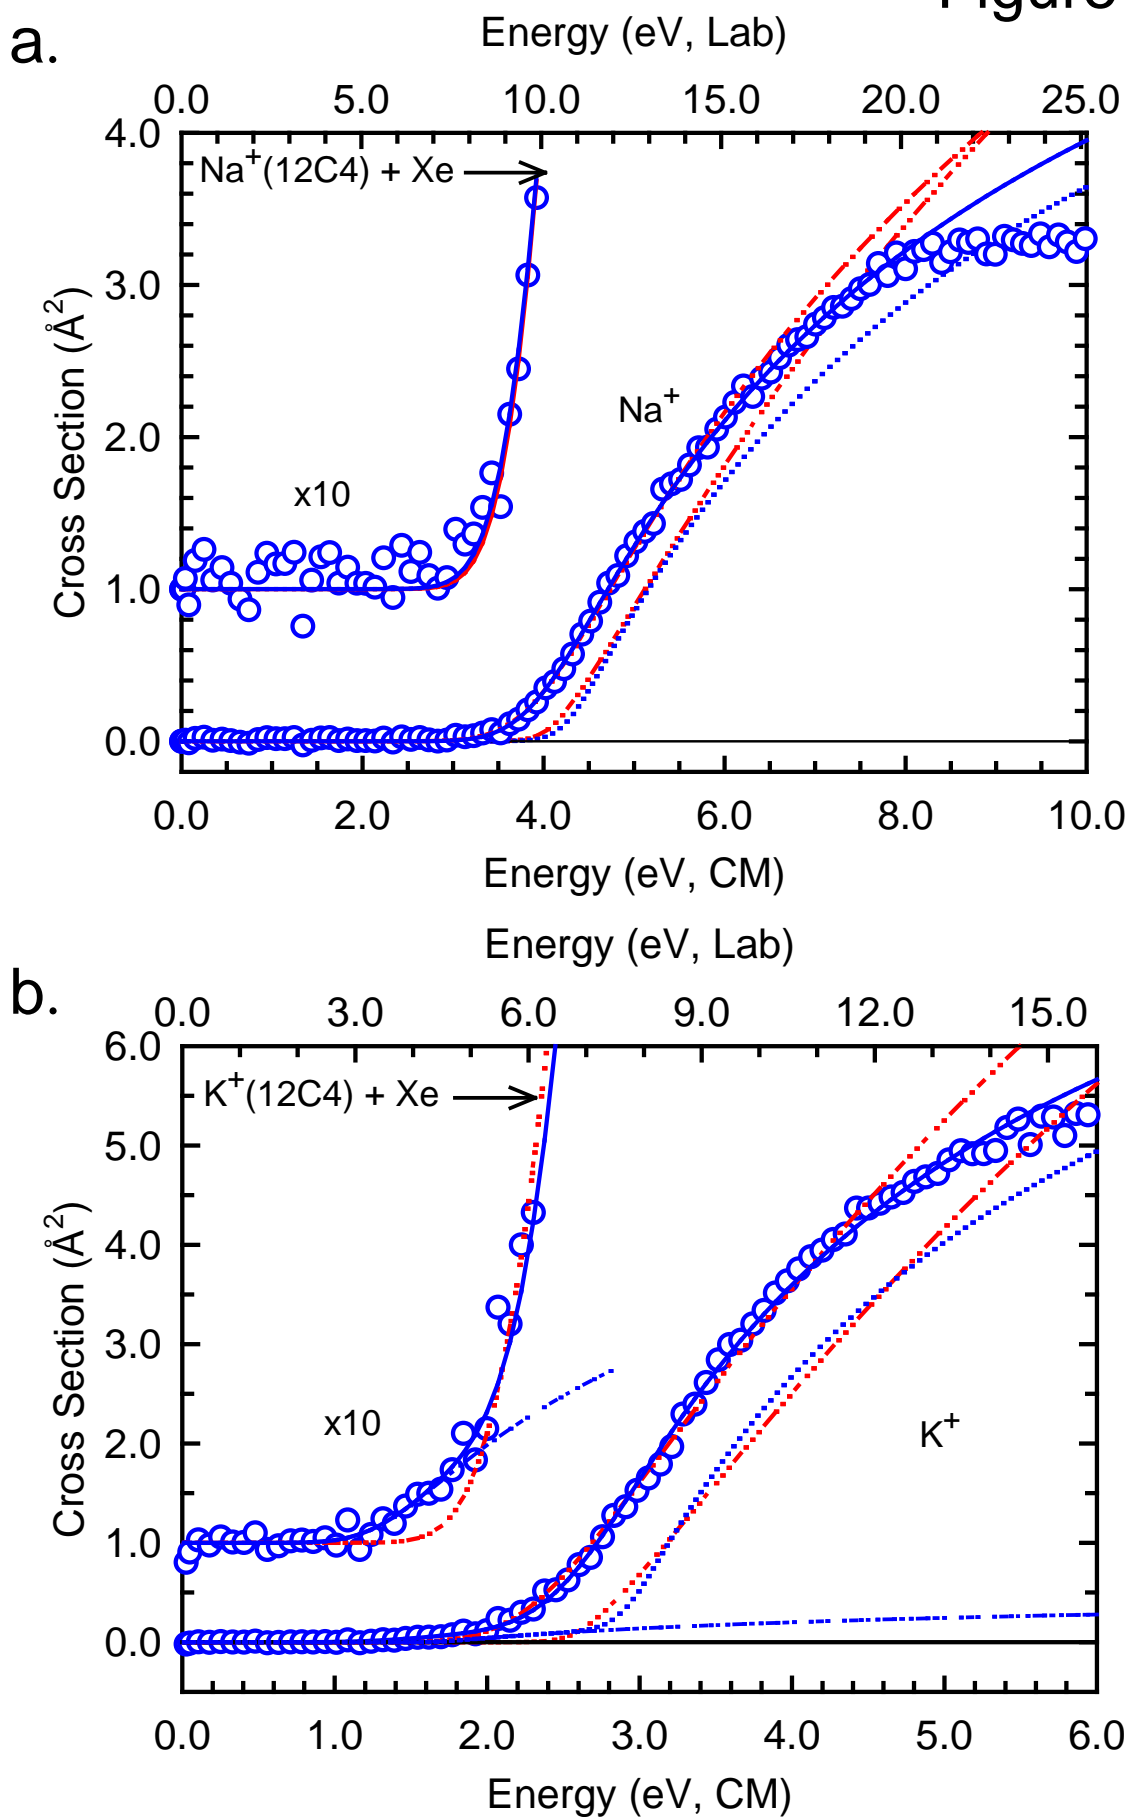 Figure
a.
Energy (eV, Lab)
0.0 5.0 10.0 15.0 20.0 25.0
4.0
3.0
2.0
1.0
0.0
Cross Section (Å2)
Na+(12C4) + Xe
Na+
x10
0.0 2.0 4.0 6.0 8.0 10.0
Energy (eV, CM)
b.
Energy (eV, Lab)
0.0 3.0 6.0 9.0 12.0 15.0
6.0
5.0
4.0
3.0
2.0
1.0
0.0
Cross Section (Å2)
K+(12C4) + Xe
x10
K+
0.0 1.0 2.0 3.0 4.0 5.0 6.0
Energy (eV, CM)